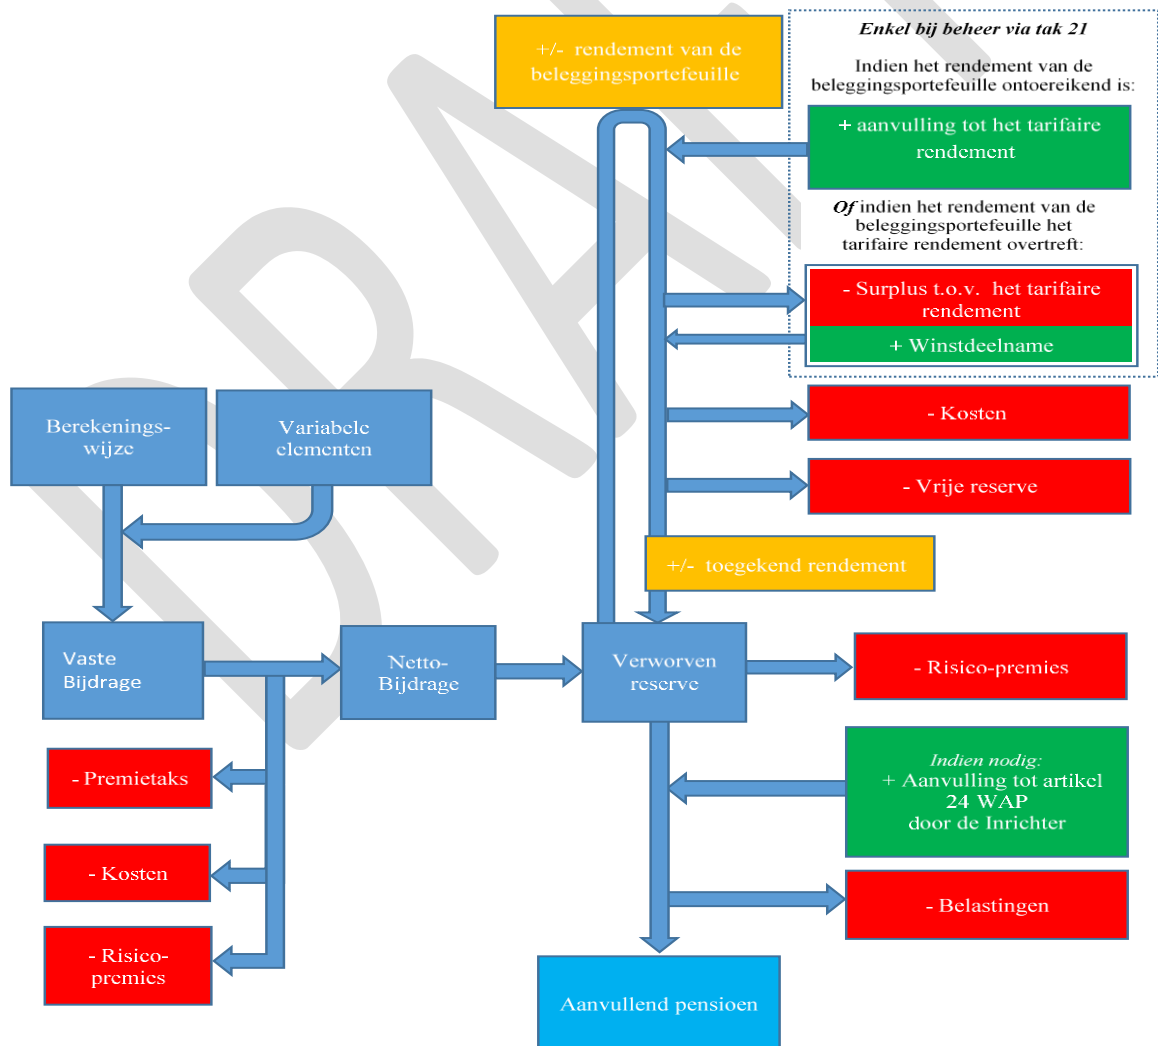 +/- rendement van de
beleggingsportefeuille
Enkel bij beheer via tak 21
Indien het rendement van de
beleggingsportefeuille ontoereikend is:
+ aanvulling tot het tarifaire
rendement
Of indien het rendement van de
beleggingsportefeuille het
tarifaire rendement overtreft:
- Surplus t.o.v. het tarifaire
rendement
+ Winstdeelname
- Kosten
- Vrije reserve
Berekenings-
wijze
Variabele
elementen
+/- toegekend rendement
Vaste
Bijdrage
Netto-
Bijdrage
Verworven
reserve
- Risico-premies
- Premietaks
- Kosten
- Risico-
premies
Indien nodig:
+ Aanvulling tot artikel
24 WAP
door de Inrichter
- Belastingen
Aanvullend pensioen
DRA